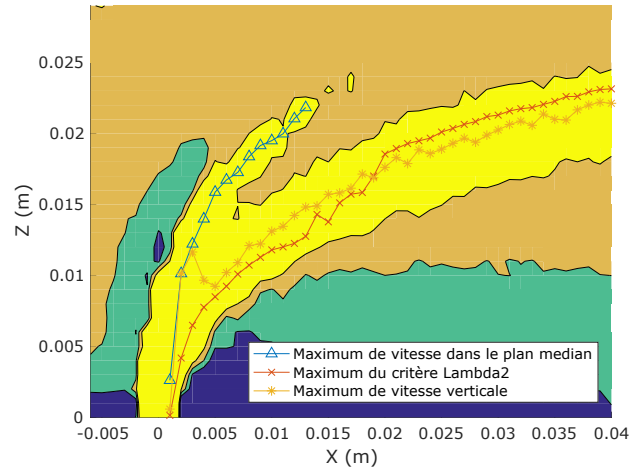 0.025
0.02
0.015
0.01
0.005
0
Z (m)
Maximum de vitesse dans le plan median
Maximum du critère Lambda2
Maximum de vitesse verticale
-0.005 0 0.005 0.01 0.015 0.02 0.025 0.03 0.035 0.04
X (m)